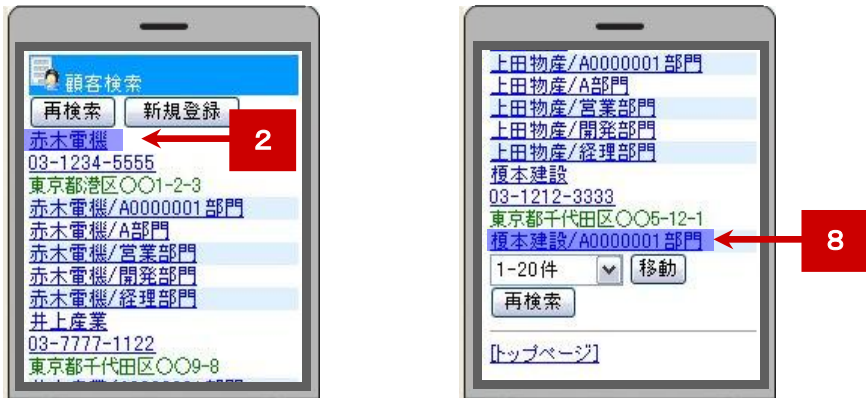 顧客検索
再検索 新規登録
赤木電機
2
03-1234-5555
東京都港区〇〇1-2-3
赤木電機/A0000001部門
赤木電機/A部門
赤木電機/営業部門
赤木電機/開発部門
赤木電機/経理部門
井上産業
03-7777-1122
東京都千代田区〇〇9-8
上田物産/A0000001部門
上田物産/A部門
上田物産/営業部門
上田物産/開発部門
上田物産/経理部門
榎本建設
03-1212-3333
東京都千代田区〇〇5-12-1
榎本建設/A0000001部門
8
1-20件 移動
再検索
[トップページ]